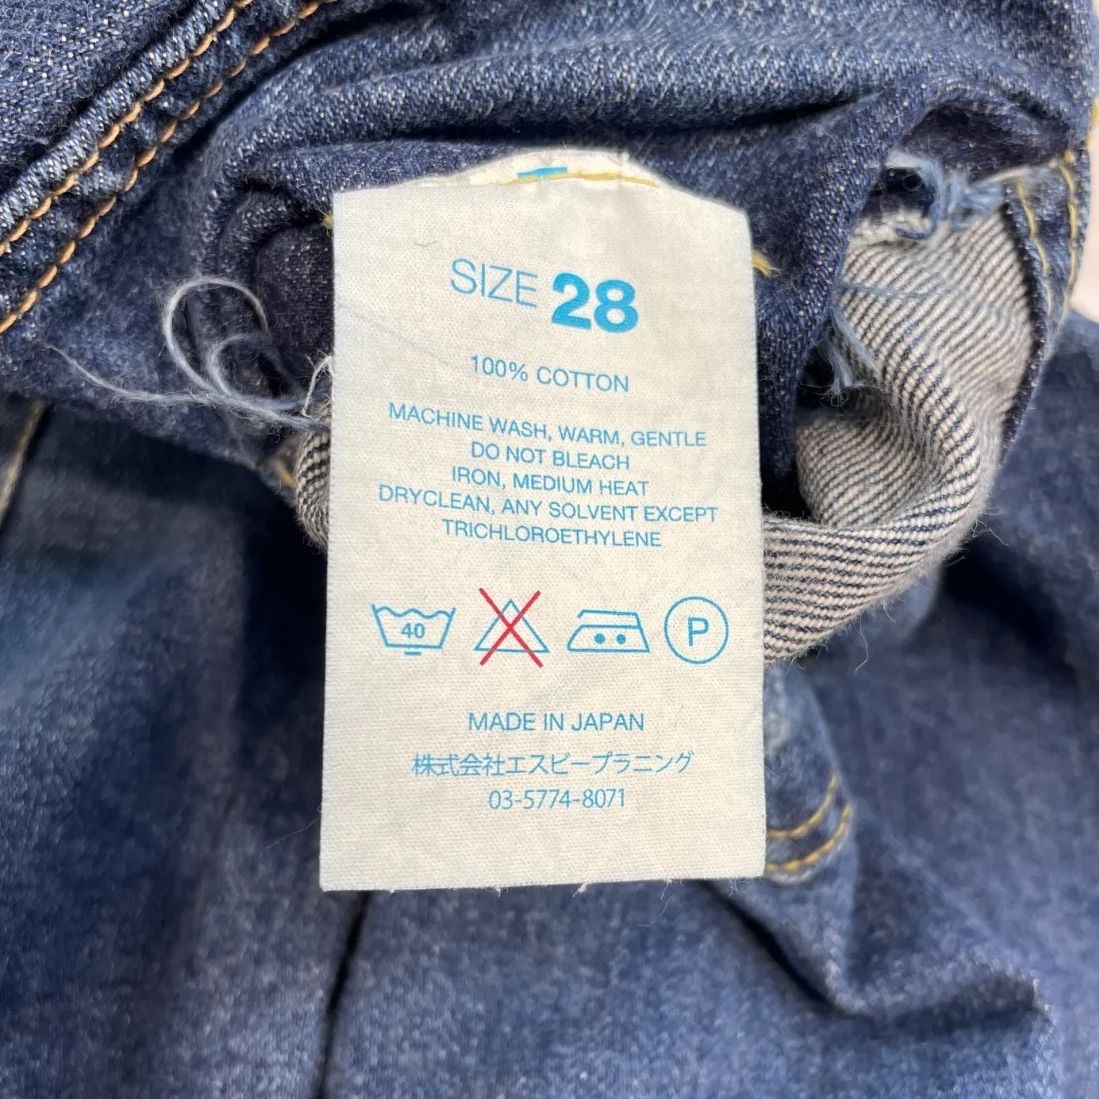 SIZE 28
100% COTTON
MACHINE WASH, WARM, GENTLE
DO NOT BLEACH
IRON, MEDIUM HEAT
DRYCLEAN, ANY SOLVENT EXCEPT
TRICHLOROETHYLENE
40
P
MADE IN JAPAN
株式会社エスビープラニング
03-5774-8071